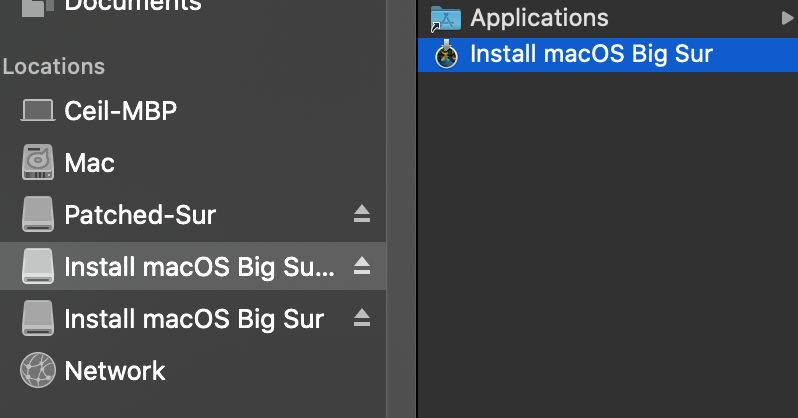 Documents
Locations
Ceil-MBP
Mac
Patched-Sur
Install macOS Big Su...
Install macOS Big Sur
Network
Applications
Install macOS Big Sur